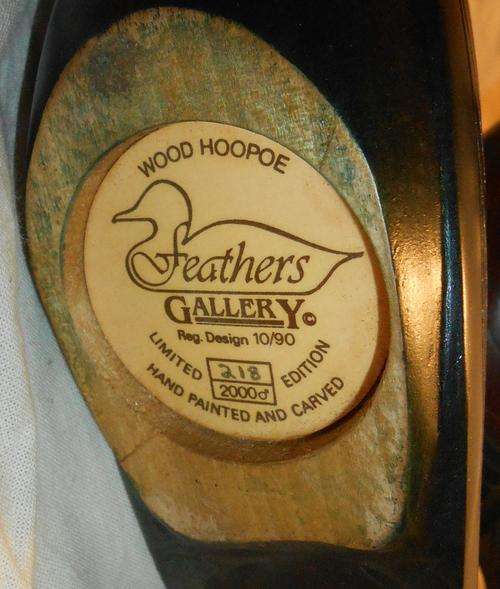 WOOD HOOPOE
Feathers
GALLERY©
Reg. Design 10/90
LIMITED 218 EDITION
2000♂
HAND PAINTED AND CARVED